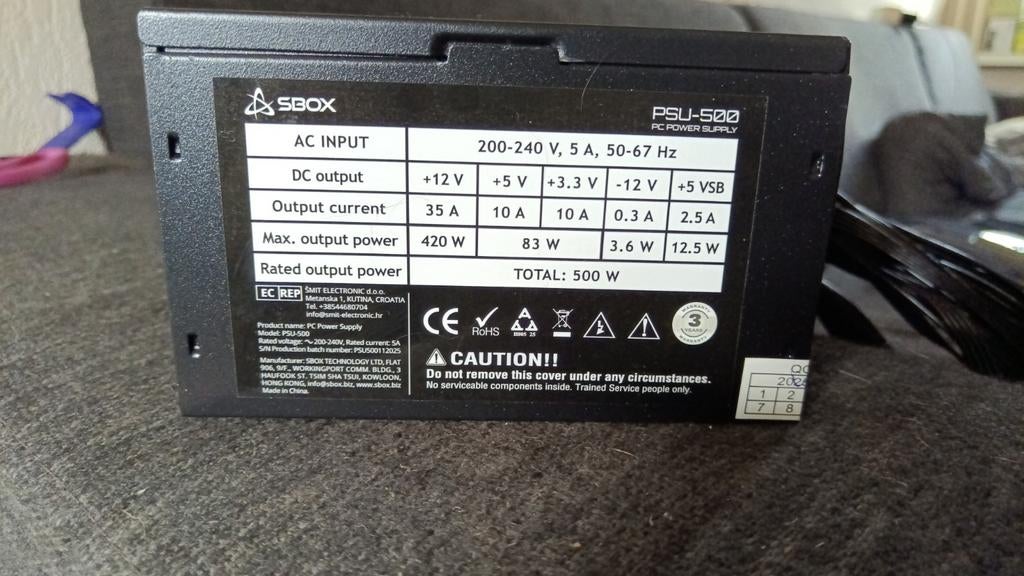 SBOX
PSU-500
PC POWER SUPPLY
AC INPUT 200-240 V, 5 A, 50-67 Hz
DC output +12 V +5 V +3.3 V -12 V +5 VSB
Output current 35 A 10 A 10 A 0.3 A 2.5 A
Max. output power 420 W 83 W 3.6 W 12.5 W
Rated output power TOTAL: 500 W
EC REP
ŠMIT ELECTRONIC d.o.o.
Metanska 1, KUTINA, CROATIA
Tel. +38544680704
info@smit-electronic.hr
Product name: PC Power Supply
Model: PSU-500
Rated voltage: ~200-240V, Rated current: 5A
S/N Production batch number: PSU500112025
Manufacturer: SBOX TECHNOLOGY LTD, FLAT
906, 9/F., WORKINGPORT COMM. BLDG., 3
HAUFOOK ST. TSIM SHA TSUI, KOWLOON,
HONG KONG, info@sbox.biz, www.sbox.biz
Made in China.
CE
RoHS
WARRANTY
3
YEARS
WARRANTY
CAUTION!!
Do not remove this cover under any circumstances.
No serviceable components inside. Trained Service people only.
QC
1 2
7 8